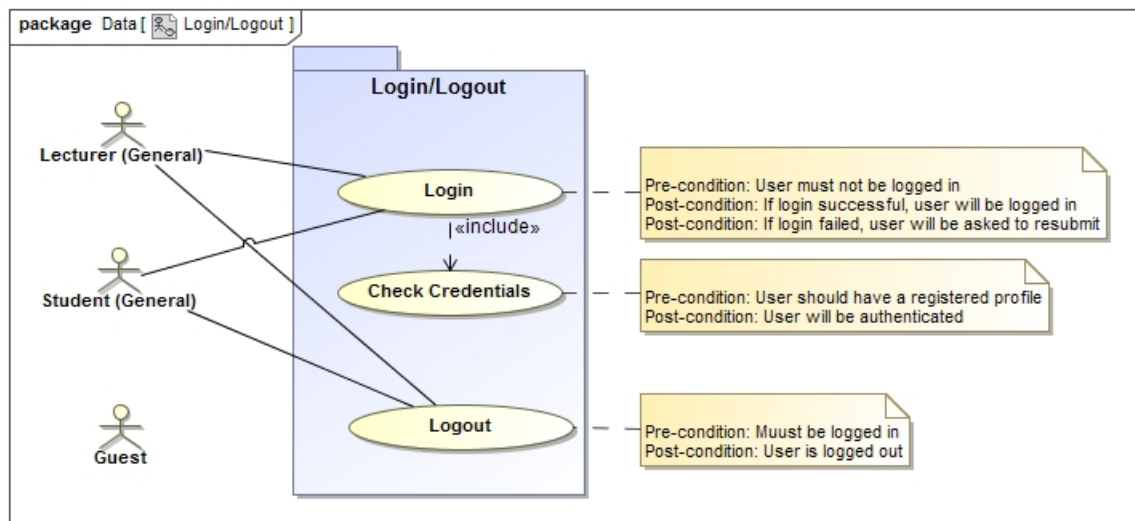 package Data [ Login/Logout ]
Login/Logout
Lecturer (General)
Login
Pre-condition: User must not be logged in
Post-condition: If login successful, user will be logged in
Post-condition: If login failed, user will be asked to resubmit
«include»
Student (General)
Check Credentials
Pre-condition: User should have a registered profile
Post-condition: User will be authenticated
Guest
Logout
Pre-condition: Muust be logged in
Post-condition: User is logged out